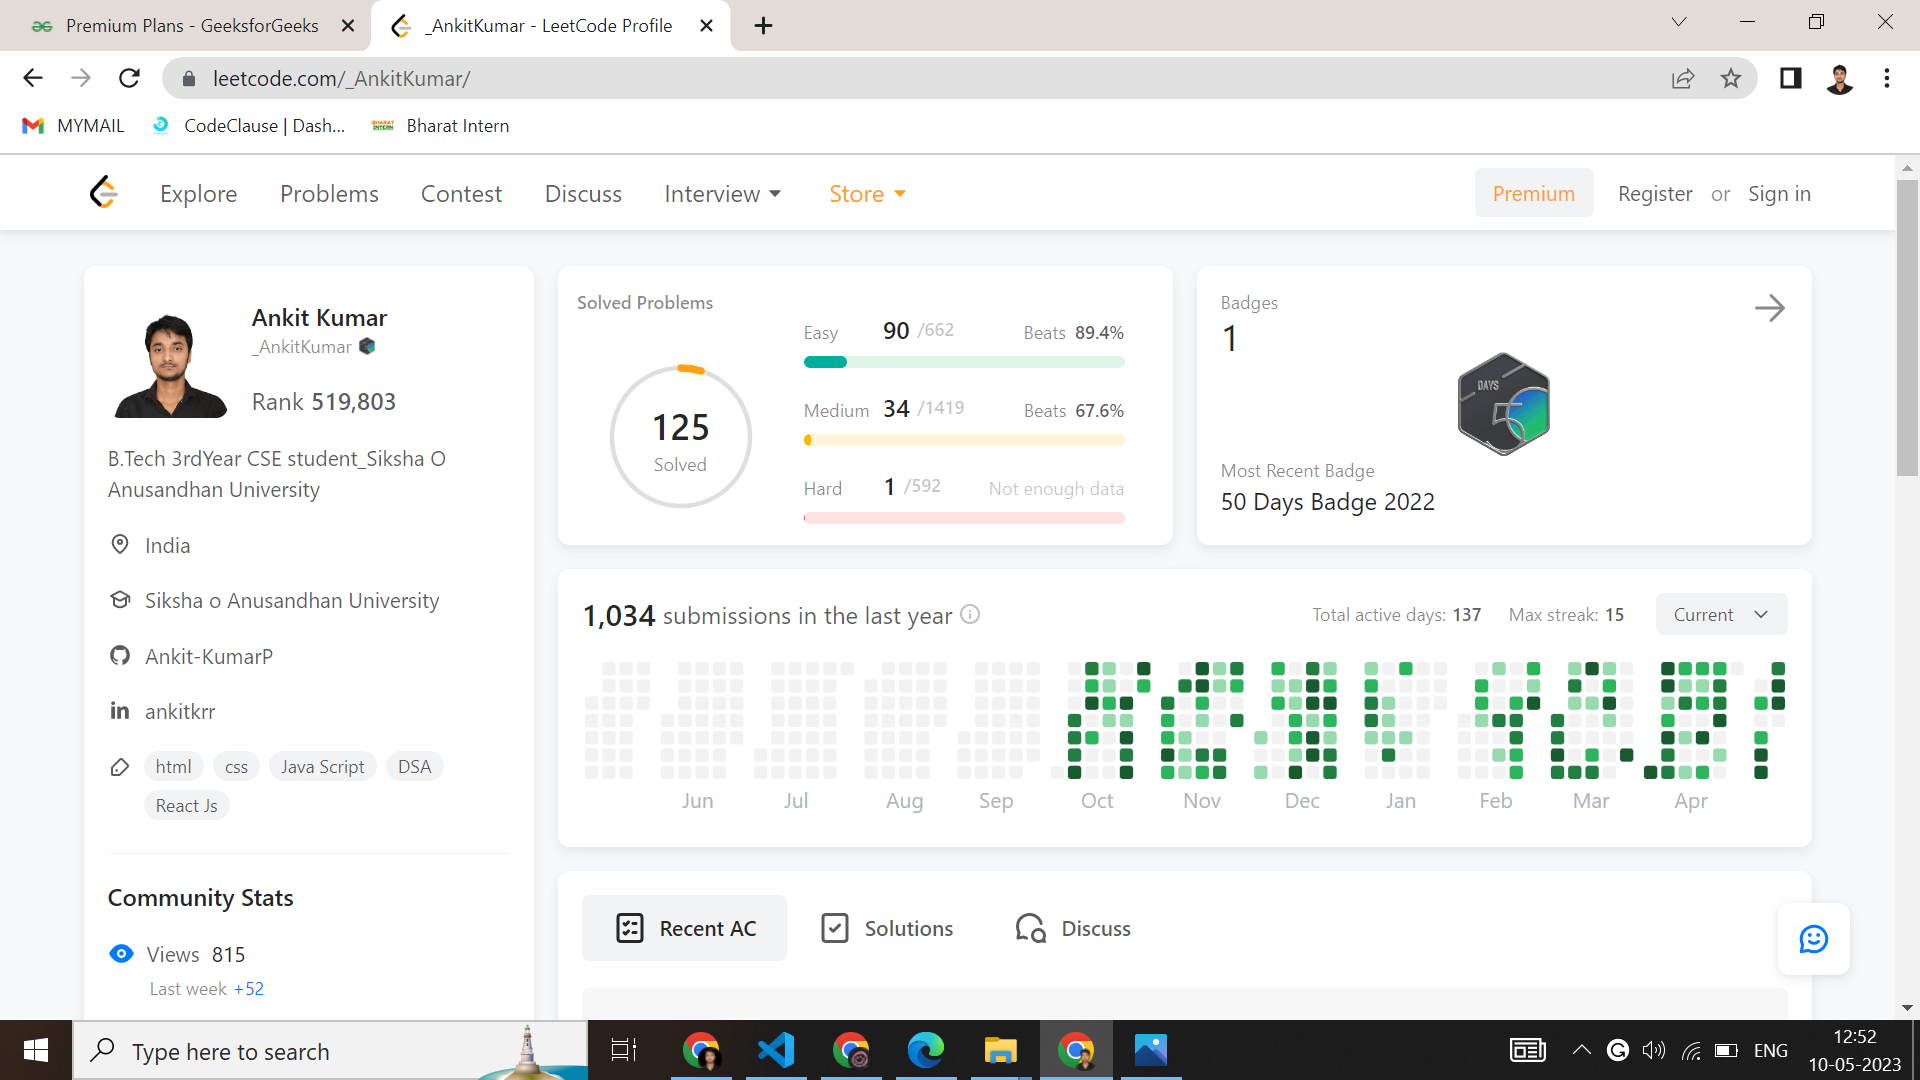 Premium Plans - GeeksforGeeks
_AnkitKumar - LeetCode Profile
leetcode.com/_AnkitKumar/
MYMAIL
CodeClause | Dash...
BHARAT INTERN
Bharat Intern
Explore
Problems
Contest
Discuss
Interview
Store
Premium
Register or Sign in
Ankit Kumar
_AnkitKumar
Rank 519,803
B.Tech 3rdYear CSE student_Siksha O
Anusandhan University
India
Siksha o Anusandhan University
Ankit-KumarP
ankitkrr
html css Java Script DSA
React Js
Community Stats
Views 815
Last week +52
Solved Problems
125
Solved
Easy 90 /662 Beats 89.4%
Medium 34 /1419 Beats 67.6%
Hard 1 /592 Not enough data
Badges
1
DAYS
50
Most Recent Badge
50 Days Badge 2022
1,034 submissions in the last year
Total active days: 137 Max streak: 15
Current
Jun Jul Aug Sep Oct Nov Dec Jan Feb Mar Apr
Recent AC
Solutions
Discuss
Type here to search
ENG
12:52
10-05-2023